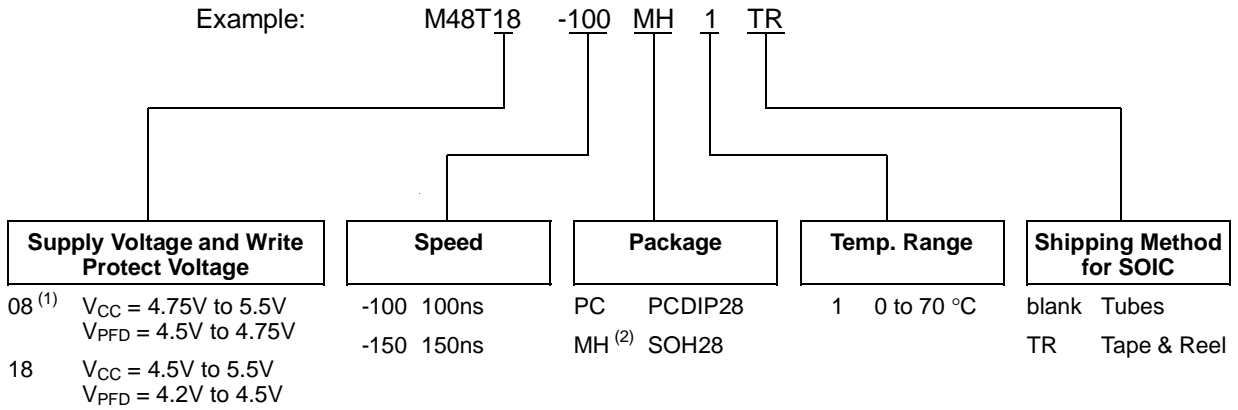 Example: M48T18 -100 MH 1 TR
Supply Voltage and Write Protect Voltage
Speed
Package
Temp. Range
Shipping Method for SOIC
08 (1) VCC = 4.75V to 5.5V
VPFD = 4.5V to 4.75V
18 VCC = 4.5V to 5.5V
VPFD = 4.2V to 4.5V
-100 100ns
-150 150ns
PC PCDIP28
MH (2) SOH28
1 0 to 70 °C
blank Tubes
TR Tape & Reel